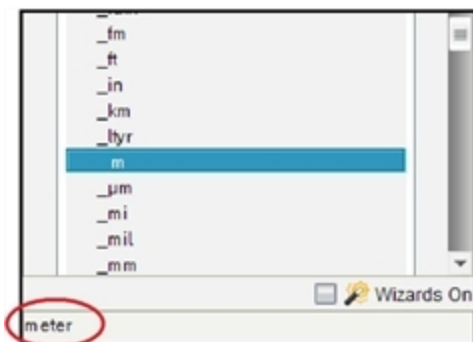 _fm
_ft
_in
_km
_ltyr
_m
_µm
_mi
_mil
_mm
Wizards On
meter